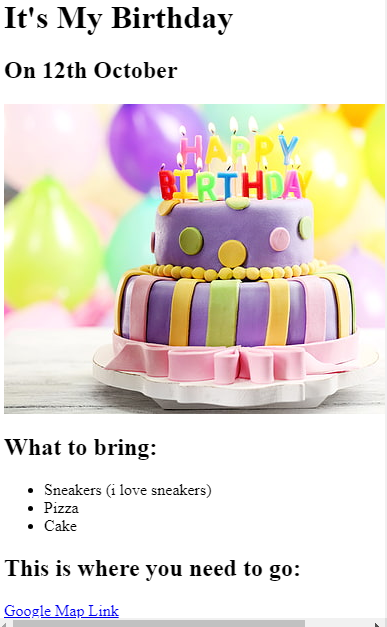 It's My Birthday
On 12th October
HAPPY
BIRTHDAY
What to bring:
Sneakers (i love sneakers)
Pizza
Cake
This is where you need to go:
Google Map Link